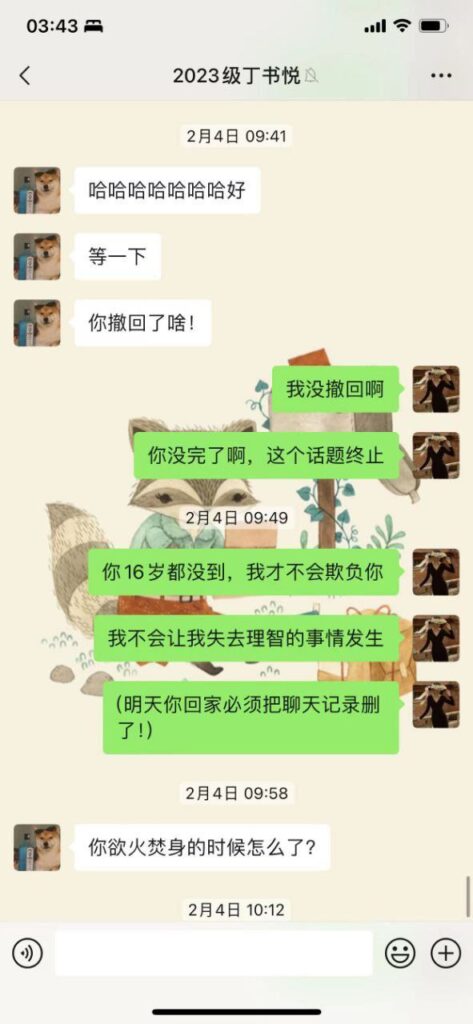 03:43
2023级丁书悦
2月4日 09:41
哈哈哈哈哈哈哈好
等一下
你撤回了啥!
我没撤回啊
你没完了啊，这个话题终止
2月4日 09:49
你16岁都没到，我才不会欺负你
我不会让我失去理智的事情发生
(明天你回家必须把聊天记录删
了!)
2月4日 09:58
你欲火焚身的时候怎么了?
2月4日 10:12